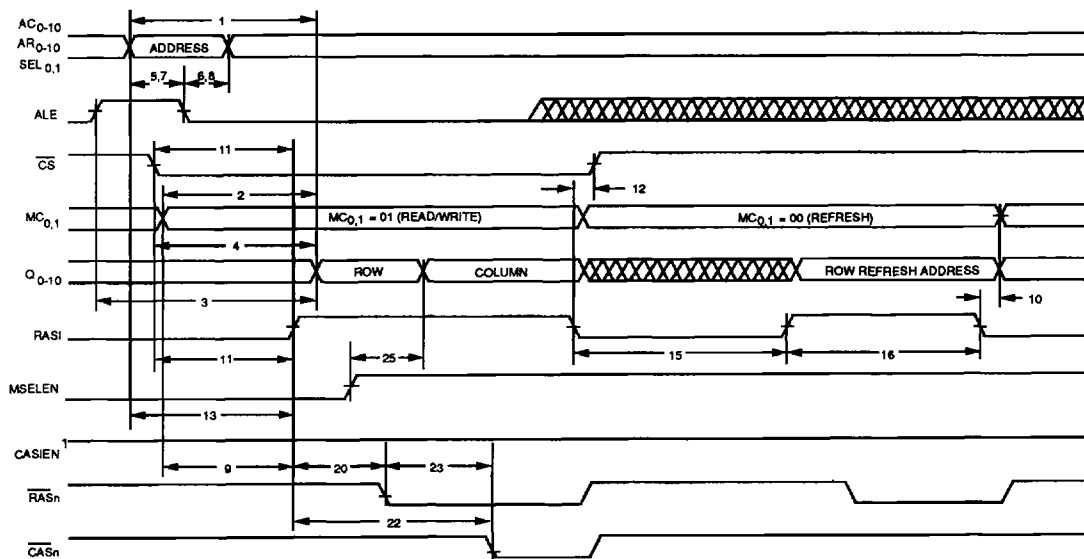 AC0-10
AR0-10
SEL0,1
1
ADDRESS
5,7
6,8
ALE
CS
11
12
2
MC0,1
MC0,1 = 01 (READ/WRITE)
MC0,1 = 00 (REFRESH)
4
Q0-10
ROW
COLUMN
ROW REFRESH ADDRESS
3
10
RASI
11
25
15
16
MSELEN
13
CASIEN
1
9
20
23
RASn
22
CASn